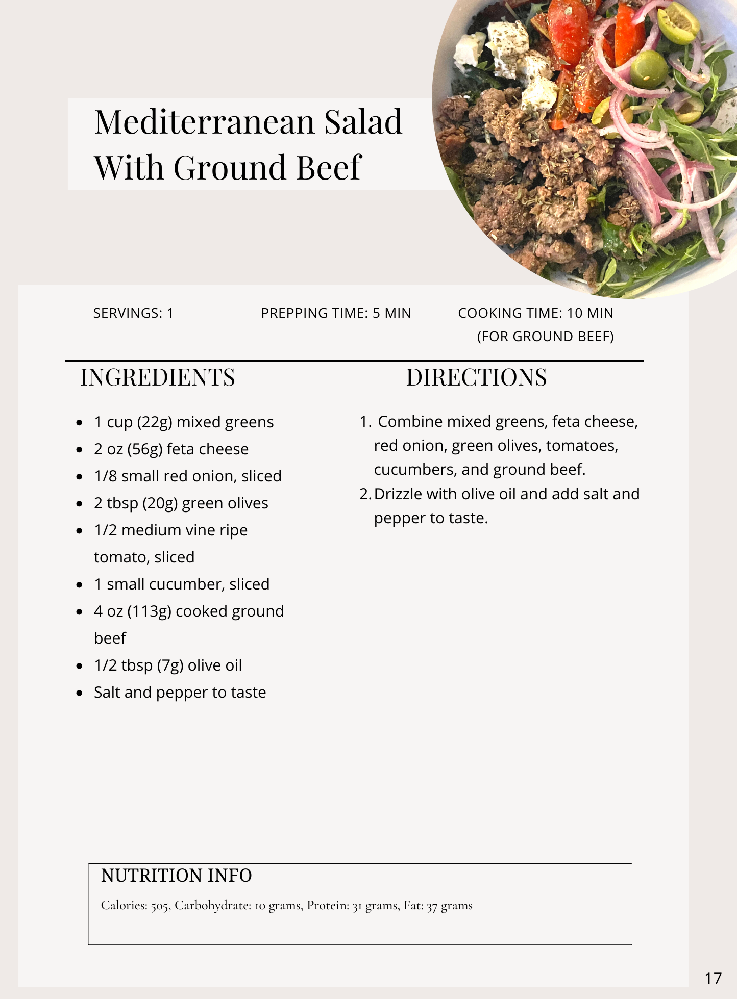 Mediterranean Salad
With Ground Beef
SERVINGS: 1
PREPPING TIME: 5 MIN
COOKING TIME: 10 MIN
(FOR GROUND BEEF)
INGREDIENTS
• 1 cup (22g) mixed greens
• 2 oz (56g) feta cheese
• 1/8 small red onion, sliced
• 2 tbsp (20g) green olives
• 1/2 medium vine ripe
tomato, sliced
• 1 small cucumber, sliced
• 4 oz (113g) cooked ground
beef
• 1/2 tbsp (7g) olive oil
• Salt and pepper to taste
DIRECTIONS
1. Combine mixed greens, feta cheese,
red onion, green olives, tomatoes,
cucumbers, and ground beef.
2. Drizzle with olive oil and add salt and
pepper to taste.
NUTRITION INFO
Calories: 505, Carbohydrate: 10 grams, Protein: 31 grams, Fat: 37 grams
17